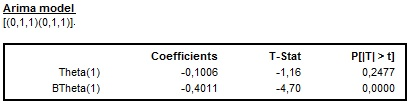 Arima model
[(0,1,1)(0,1,1)].
Coefficients T-Stat P[|T| > t]
Theta(1) -0,1006 -1,16 0,2477
BTheta(1) -0,4011 -4,70 0,0000